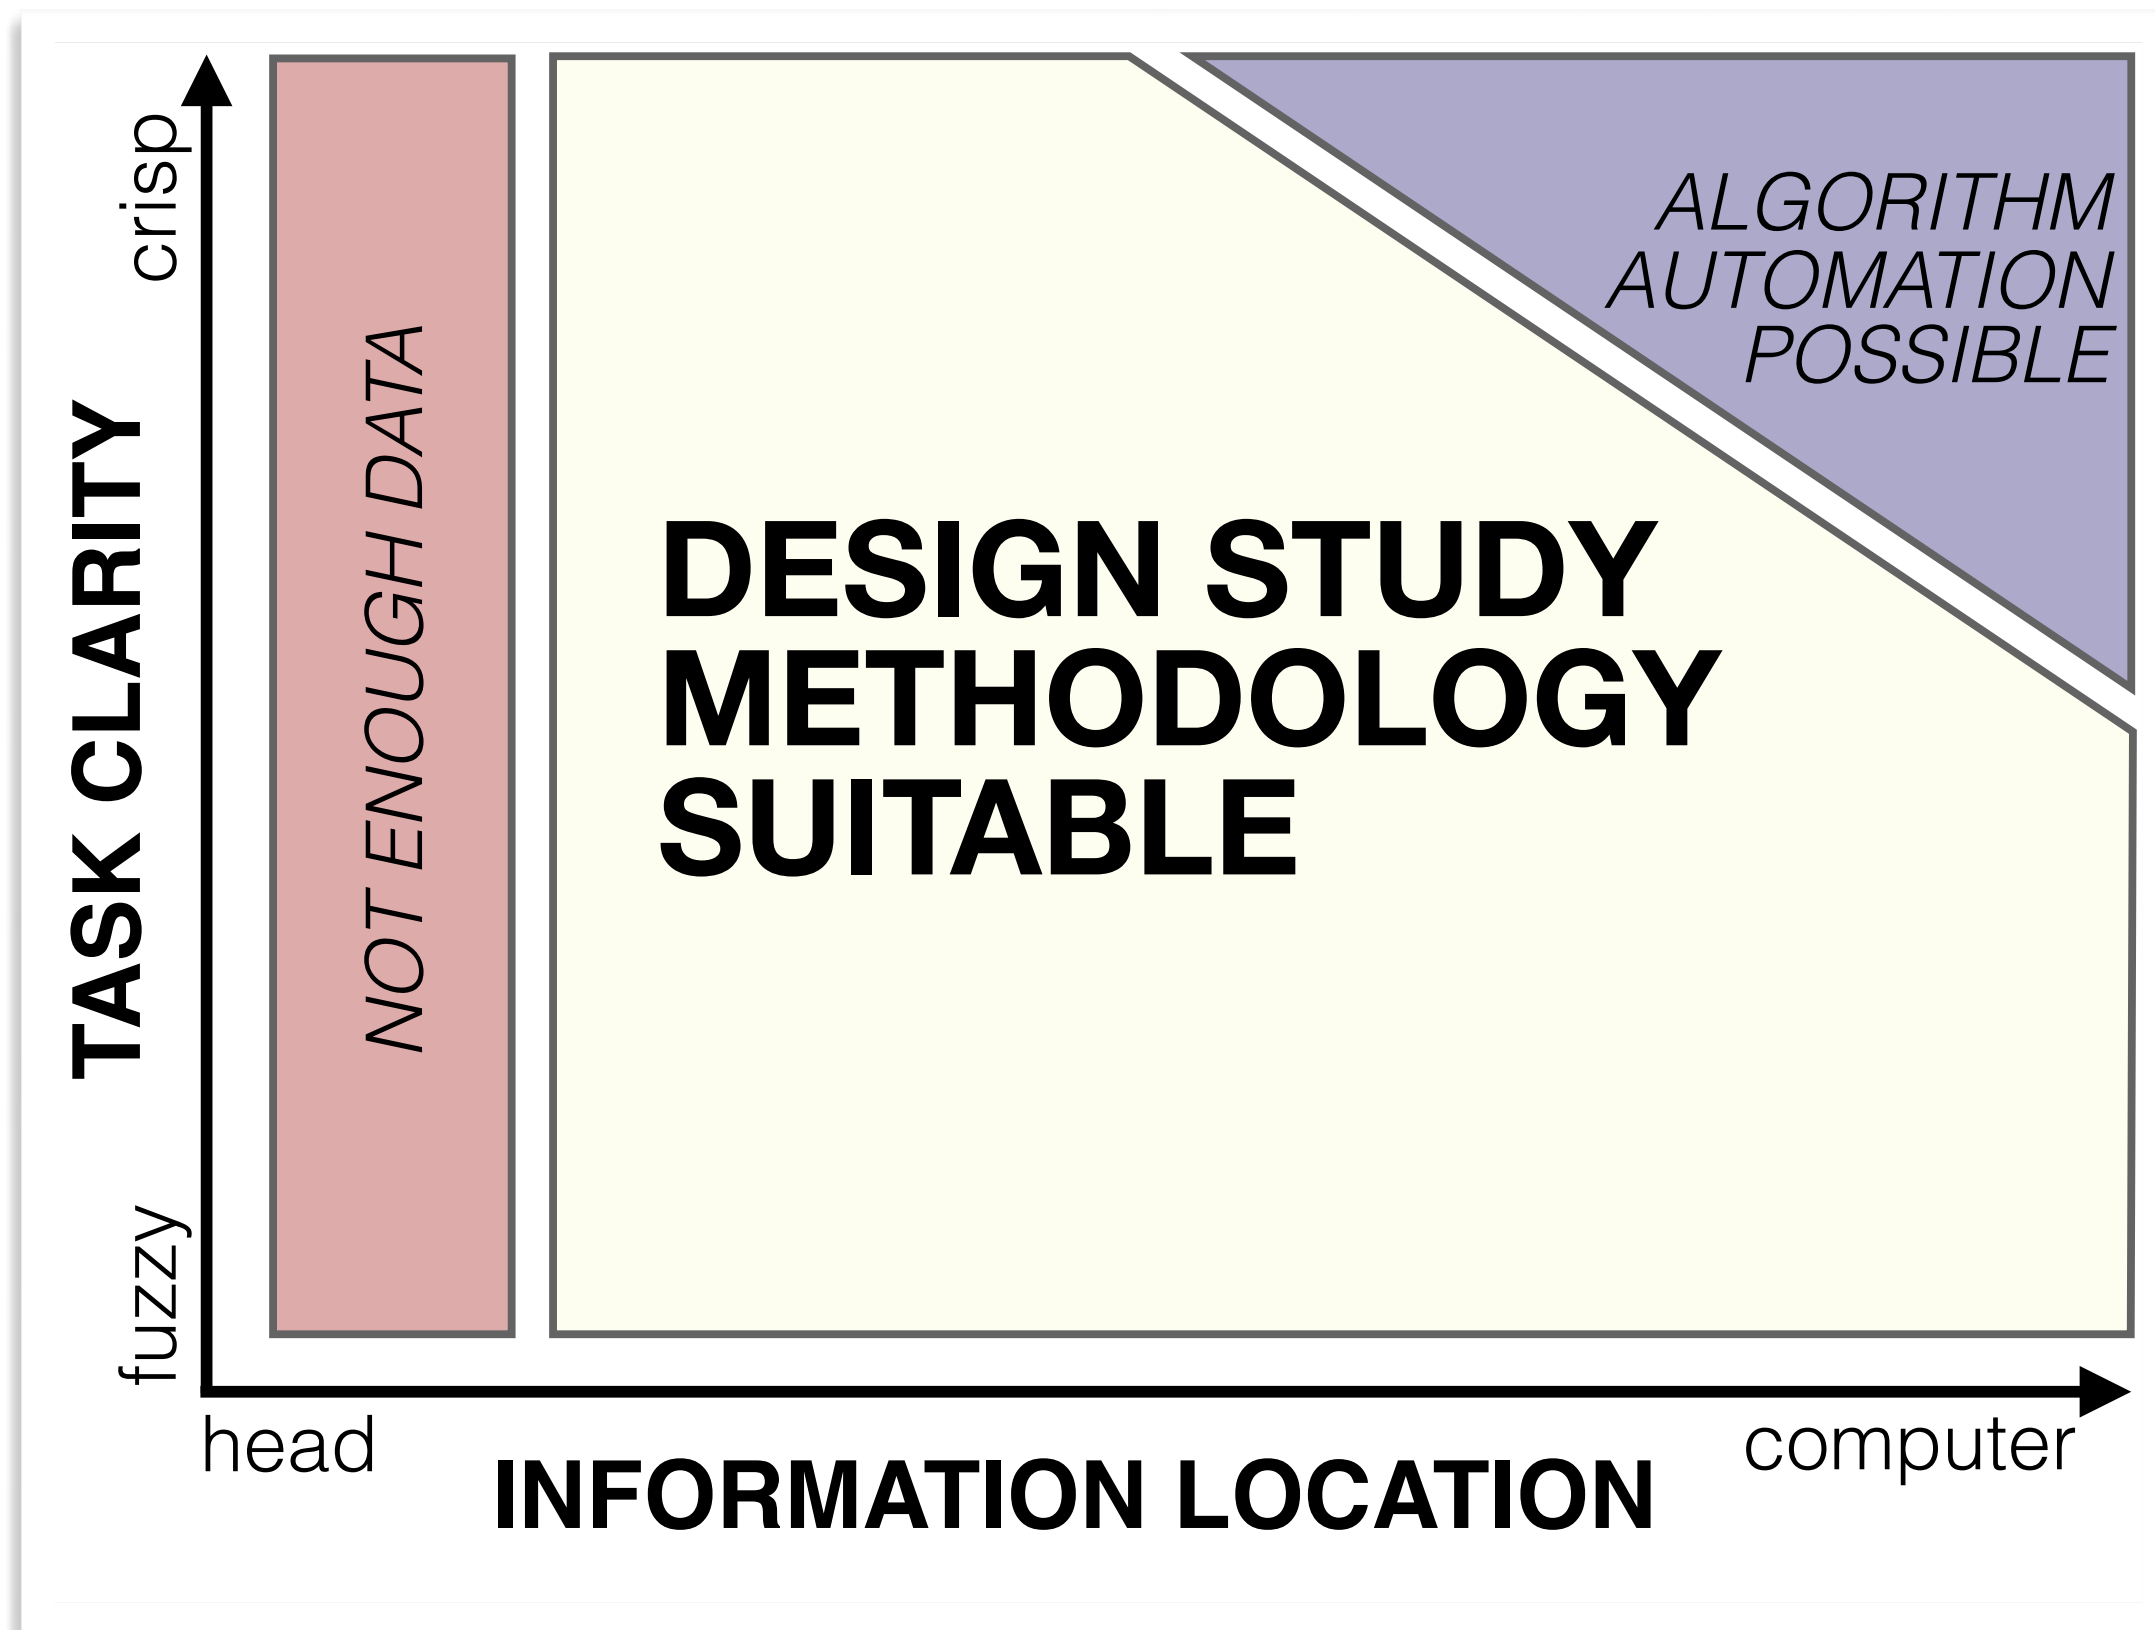 TASK CLARITY
crisp
fuzzy
NOT ENOUGH DATA
DESIGN STUDY
METHODOLOGY
SUITABLE
ALGORITHM
AUTOMATION
POSSIBLE
head
computer
INFORMATION LOCATION